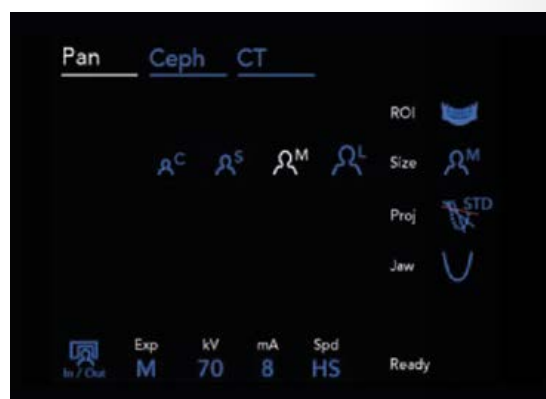 Pan Ceph CT
ROI
C S M L Size M
Proj STD
Jaw
Exp kV mA Spd
In / Out M 70 8 HS Ready